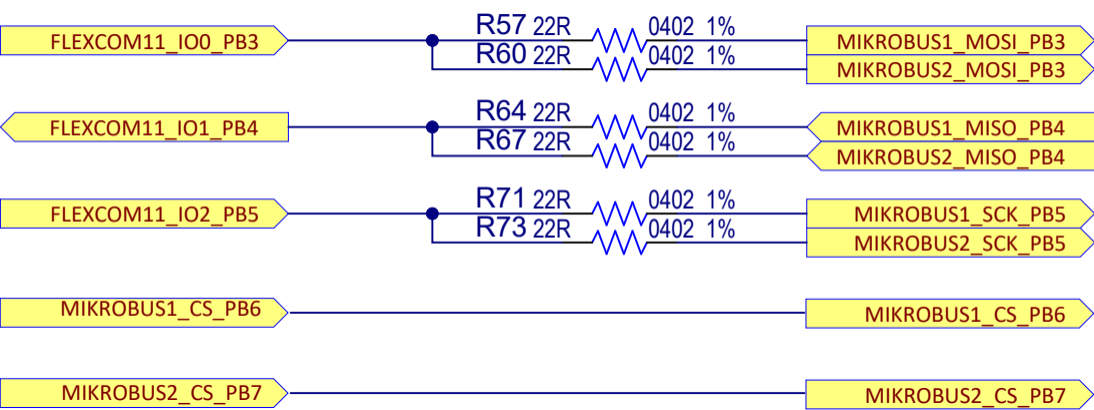 FLEXCOM11_IO0_PB3 R57 22R 0402 1% MIKROBUS1_MOSI_PB3
R60 22R 0402 1% MIKROBUS2_MOSI_PB3
FLEXCOM11_IO1_PB4 R64 22R 0402 1% MIKROBUS1_MISO_PB4
R67 22R 0402 1% MIKROBUS2_MISO_PB4
FLEXCOM11_IO2_PB5 R71 22R 0402 1% MIKROBUS1_SCK_PB5
R73 22R 0402 1% MIKROBUS2_SCK_PB5
MIKROBUS1_CS_PB6 MIKROBUS1_CS_PB6
MIKROBUS2_CS_PB7 MIKROBUS2_CS_PB7